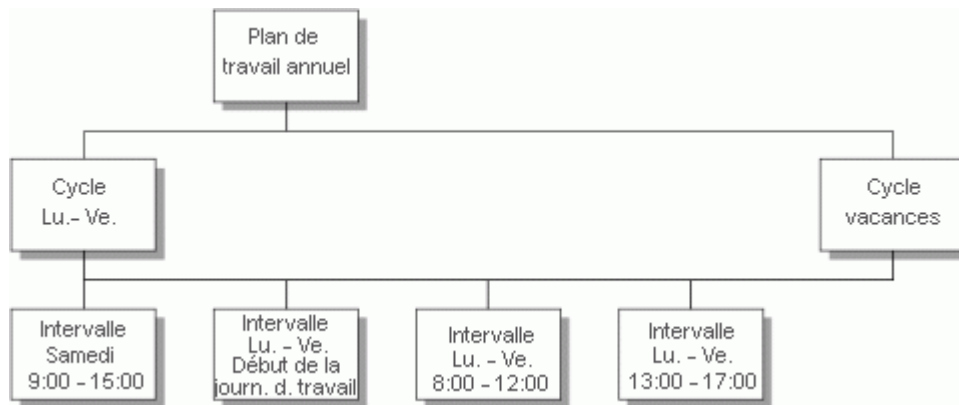 Plan de
travail annuel
Cycle
Lu.- Ve.
Cycle
vacances
Intervalle
Samedi
9:00 - 15:00
Intervalle
Lu. - Ve.
Début de la
journ. d. travail
Intervalle
Lu. - Ve.
8:00 - 12:00
Intervalle
Lu. - Ve.
13:00 - 17:00